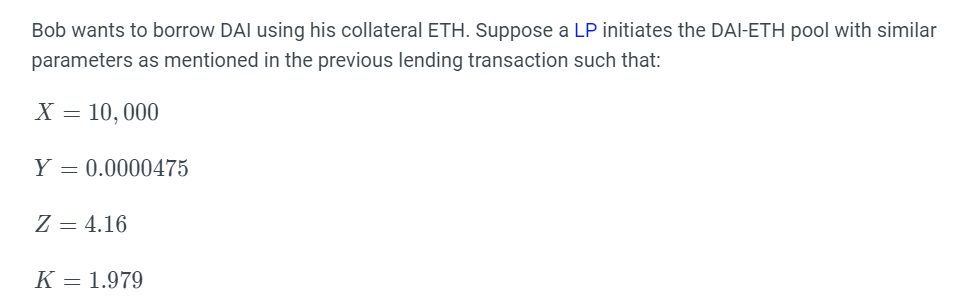 Bob wants to borrow DAI using his collateral ETH. Suppose a LP initiates the DAI-ETH pool with similar
parameters as mentioned in the previous lending transaction such that:
X = 10, 000
Y = 0.0000475
Z = 4.16
K = 1.979